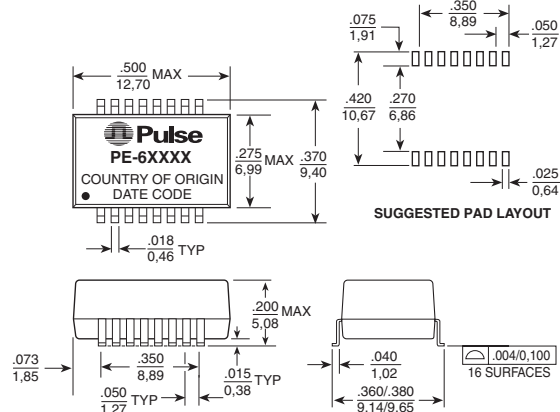 .500 MAX
12,70
Pulse
PE-6XXXX
COUNTRY OF ORIGIN
DATE CODE
.275 MAX
6,99
.370
9,40
.018 TYP
0,46
.075
1,91
.350
8,89
.050
1,27
.420
10,67
.270
6,86
.025
0,64
SUGGESTED PAD LAYOUT
.200 MAX
5,08
.073
1,85
.350
8,89
.050 TYP
1,27
.015
0,38
.040
1,02
.360/.380
9,14/9,65
.004/0,100
16 SURFACES